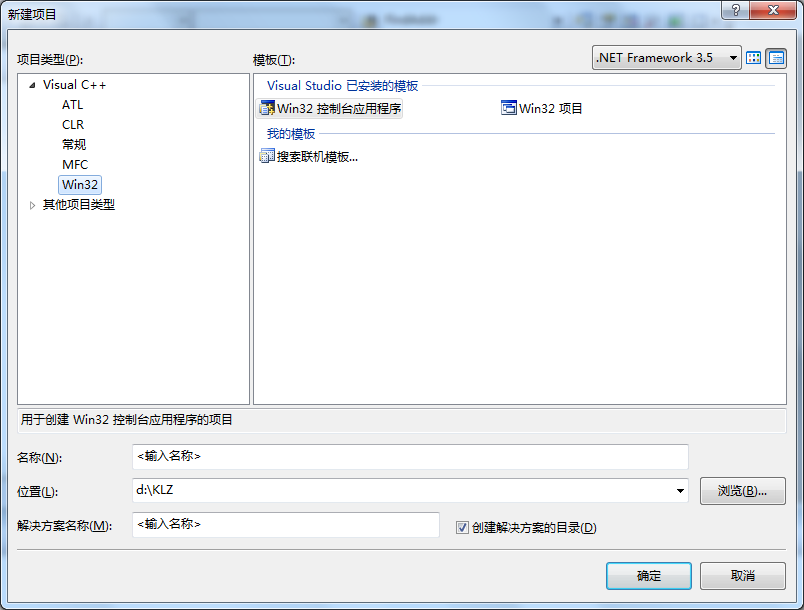 新建项目
项目类型(P):
模板(T):
.NET Framework 3.5
Visual C++
ATL
CLR
常规
MFC
Win32
其他项目类型
Visual Studio 已安装的模板
Win32 控制台应用程序
Win32 项目
我的模板
搜索联机模板...
用于创建 Win32 控制台应用程序的项目
名称(N):
<输入名称>
位置(L):
d:\KLZ
浏览(B)...
解决方案名称(M):
<输入名称>
创建解决方案的目录(D)
确定
取消